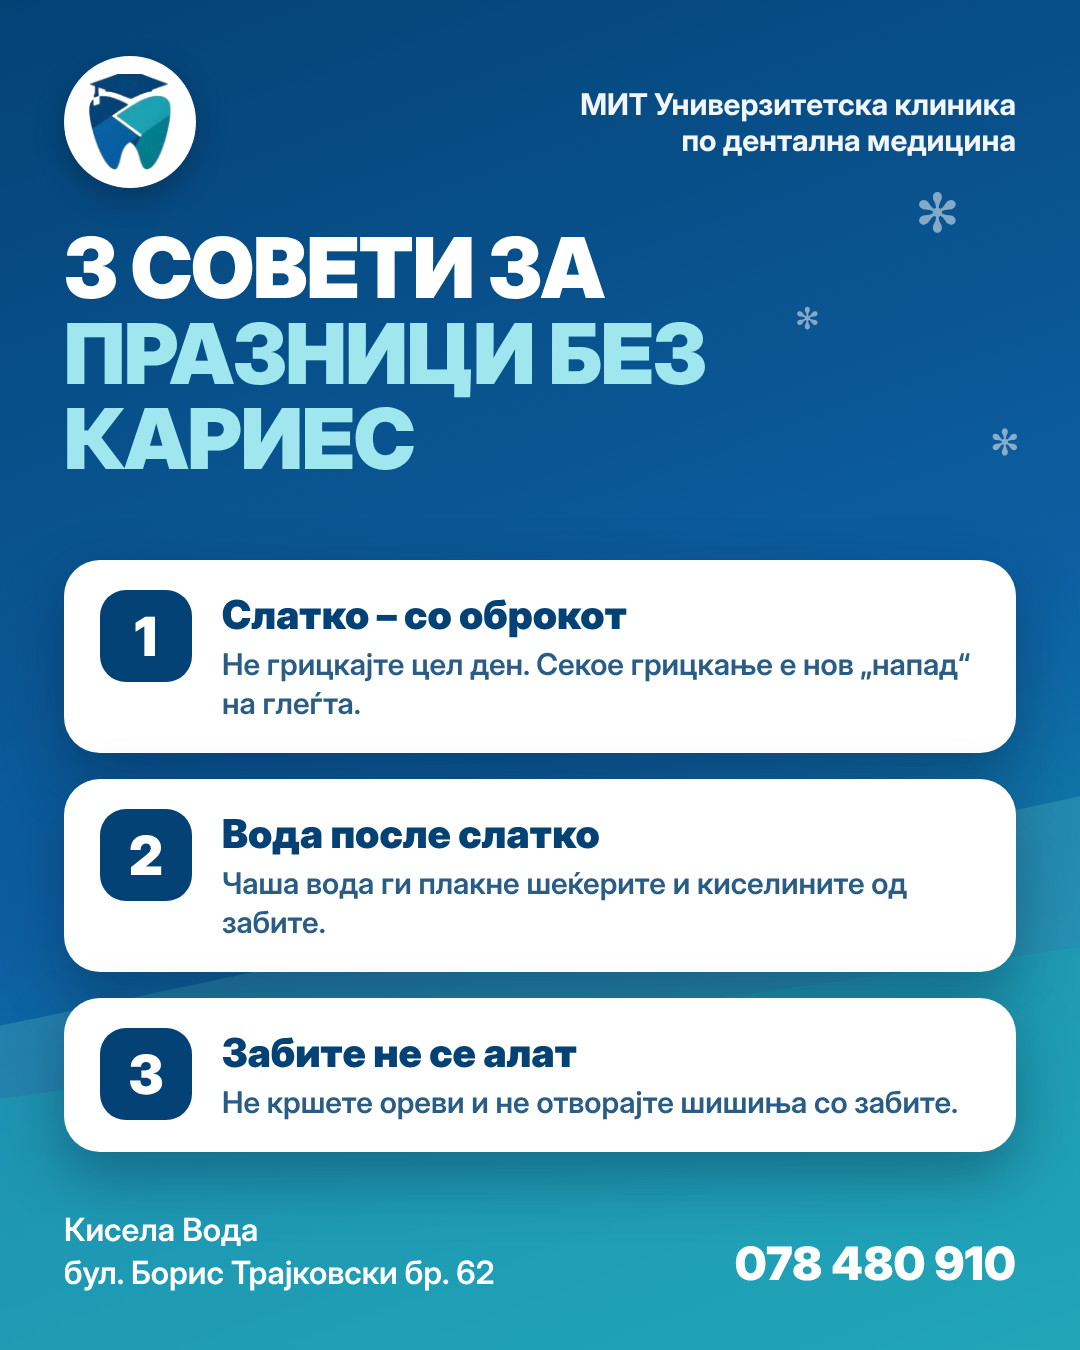 МИТ Универзитетска клиника
по дентална медицина
3 СОВЕТИ ЗА
ПРАЗНИЦИ БЕЗ
КАРИЕС
1
Слатко – со оброкот
Не грицкајте цел ден. Секое грицкање е нов „напад“
на глеѓта.
2
Вода после слатко
Чаша вода ги плакне шеќерите и киселините од
забите.
3
Забите не се алат
Не кршете ореви и не отворајте шишиња со забите.
Кисела Вода
бул. Борис Трајковски бр. 62
078 480 910